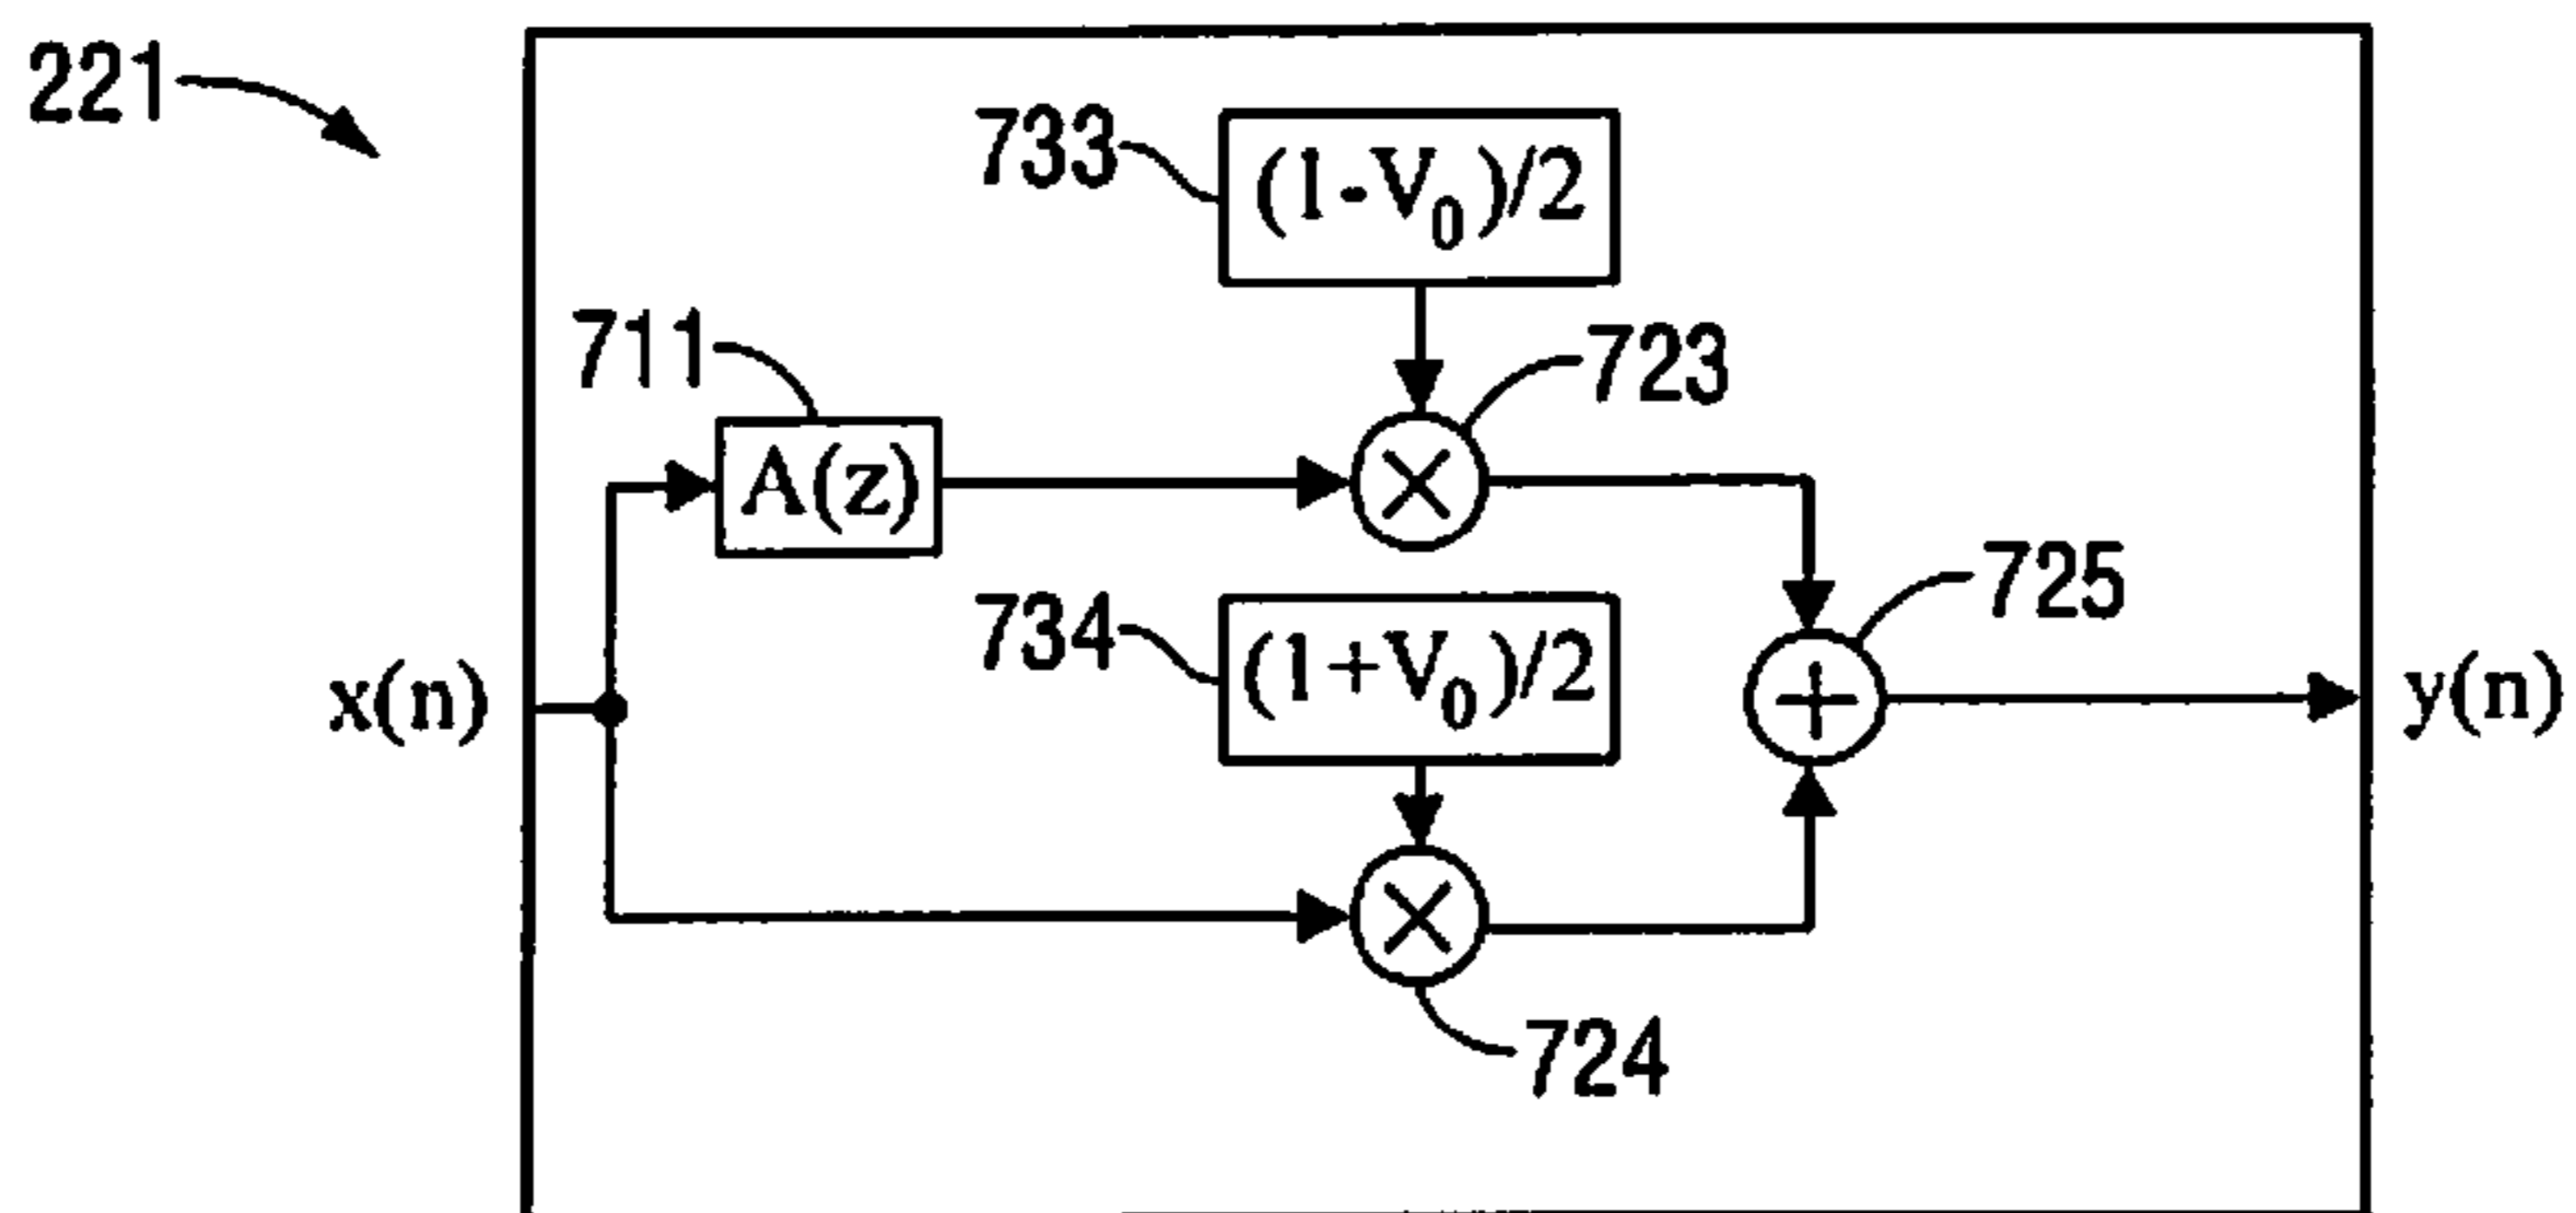 221
733
(1-V₀)/2
711
723
A(z)
725
734
(1+V₀)/2
x(n)
y(n)
724